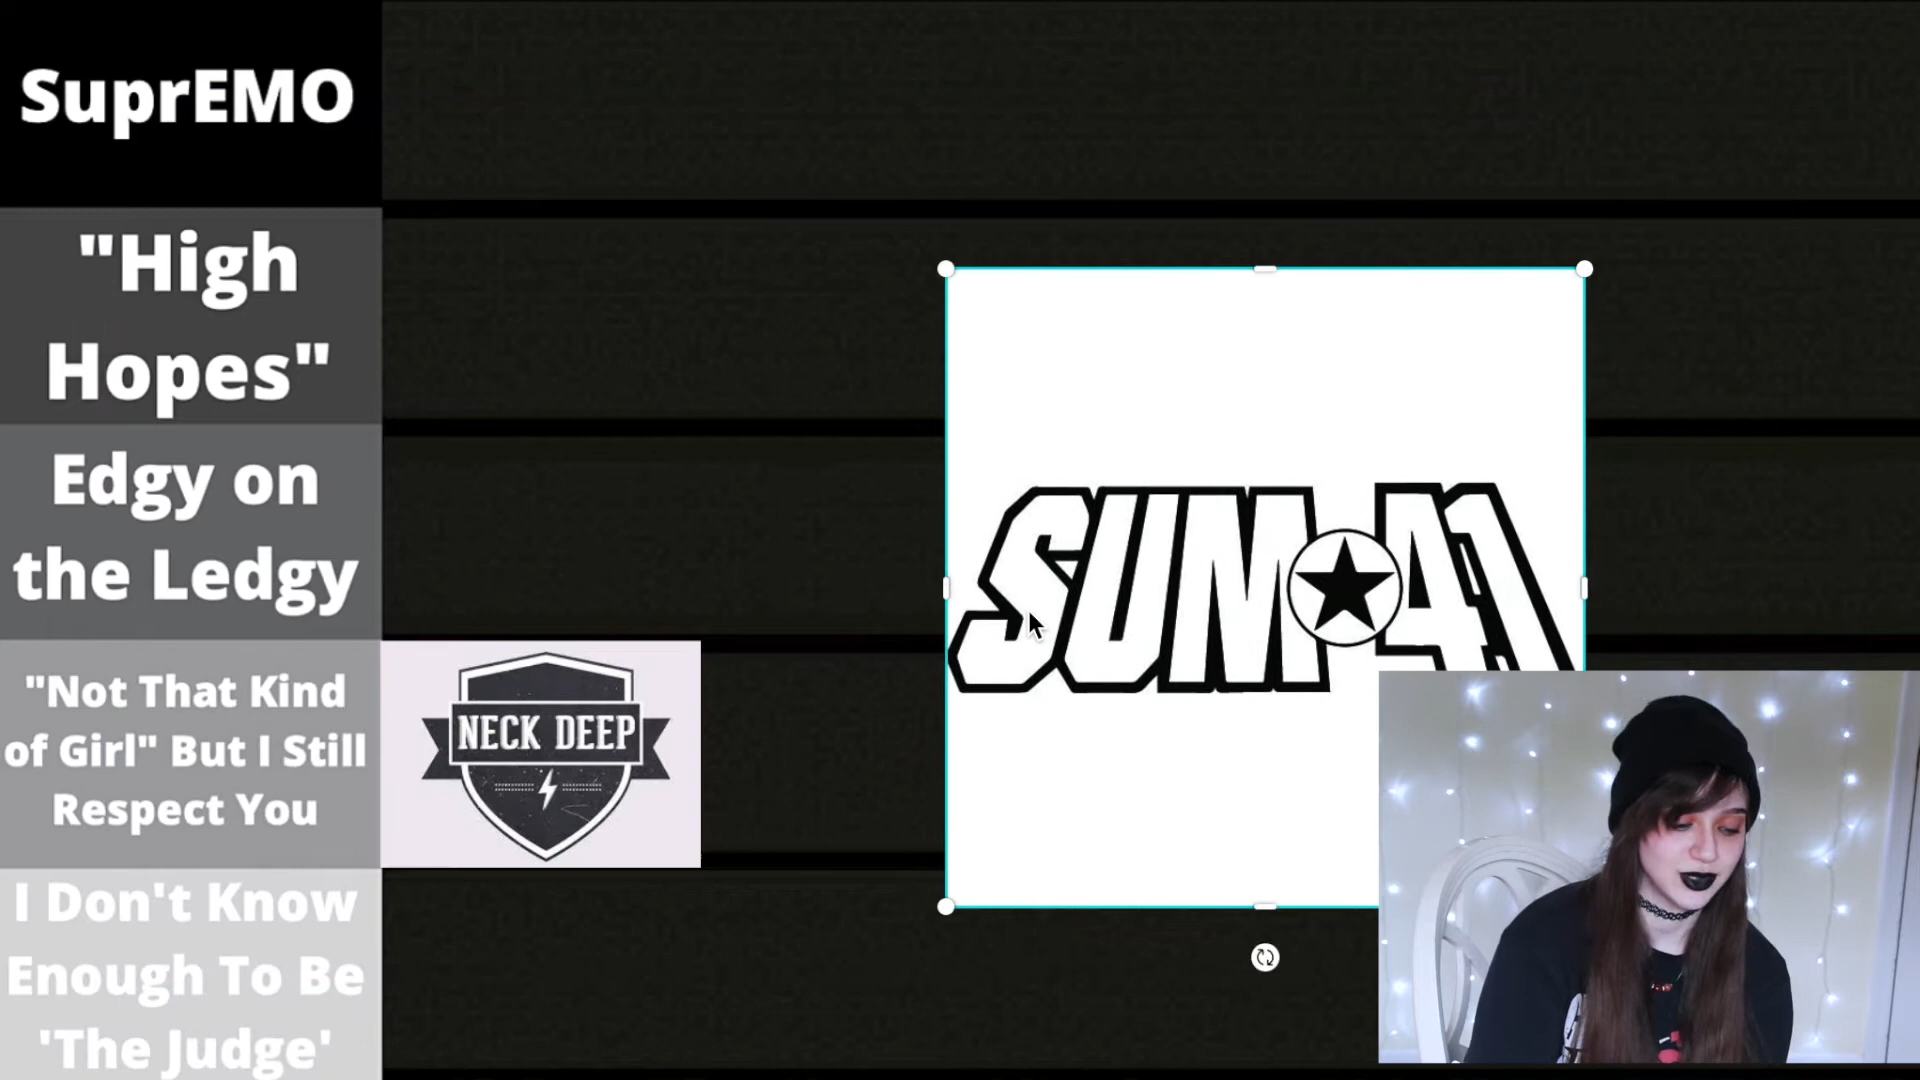 SuprEMO
"High
Hopes"
Edgy on
the Ledgy
"Not That Kind
of Girl" But I Still
Respect You
NECK DEEP
I Don't Know
Enough To Be
'The Judge'
SUM 41